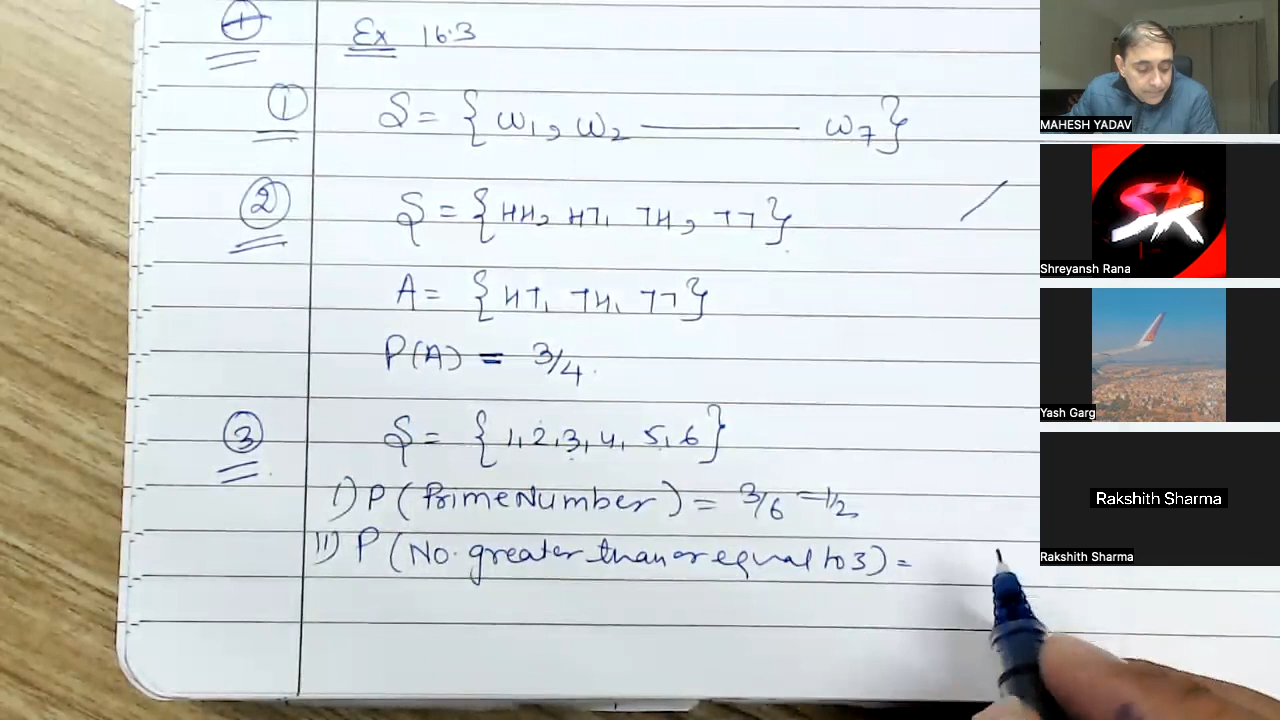 ④
Ex 16.3
① S = { ω1, ω2 ——— ω7 }
② S = { HH, HT, TH, TT }
A = { HT, TH, TT }
P(A) = 3/4.
③ S = { 1, 2, 3, 4, 5, 6 }
I) P (Prime Number) = 3/6 = 1/2
II) P (No. greater than or equal to 3) =
MAHESH YADAV
SR
Shreyansh Rana
Yash Garg
Rakshith Sharma
Rakshith Sharma